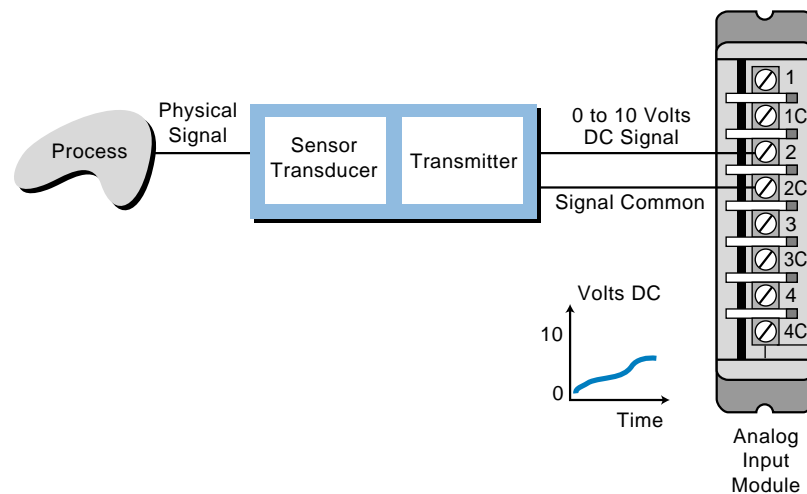 Process
Physical
Signal
Sensor
Transducer
Transmitter
0 to 10 Volts
DC Signal
Signal Common
1
1C
2
2C
3
3C
4
4C
Volts DC
10
0
Time
Analog
Input
Module